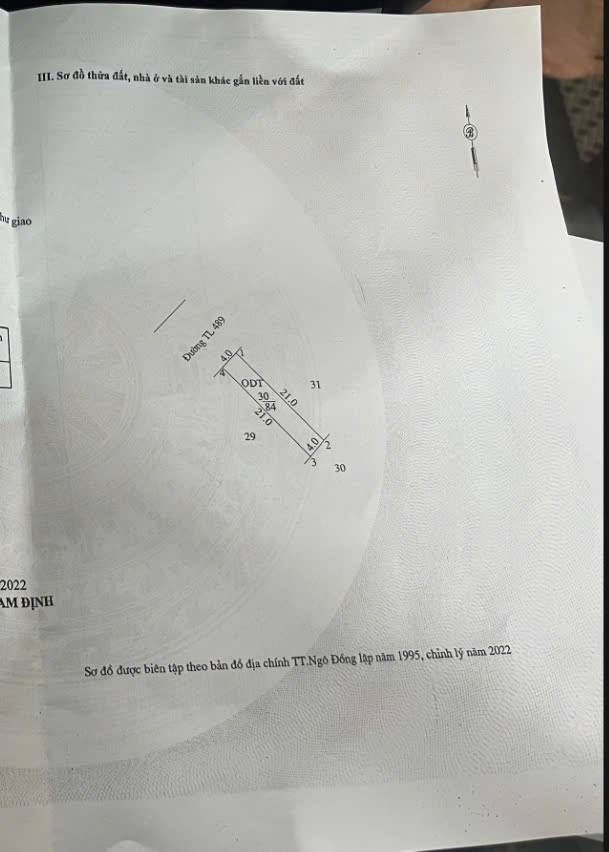 III. Sơ đồ thửa đất, nhà ở và tài sản khác gắn liền với đất
B
hư giao
Đường TL 489
4.0
1
4
ODT
30
84
21.0
21.0
31
29
4.0
2
3
30
2022
AM ĐỊNH
Sơ đồ được biên tập theo bản đồ địa chính TT.Ngô Đồng lập năm 1995, chỉnh lý năm 2022